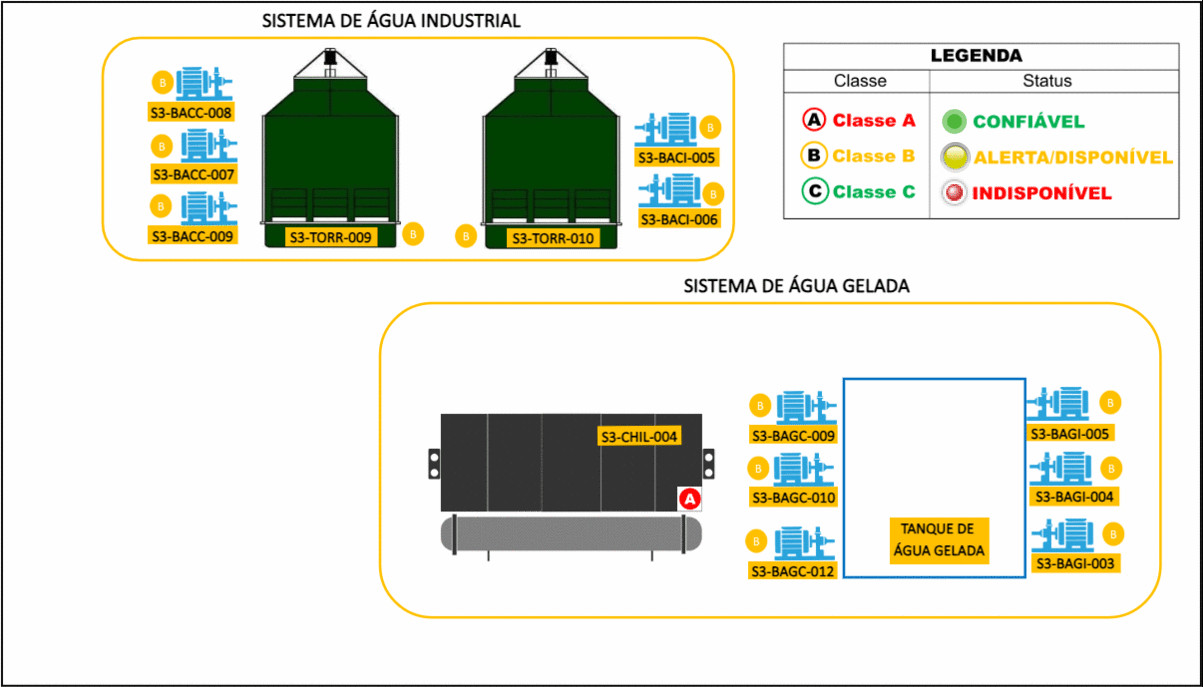 SISTEMA DE ÁGUA INDUSTRIAL
B
S3-BACC-008
B
S3-BACC-007
B
S3-BACC-009
S3-TORR-009
B
B
S3-TORR-010
B
S3-BACI-005
B
S3-BACI-006
LEGENDA
Classe Status
A Classe A CONFIÁVEL
B Classe B ALERTA/DISPONÍVEL
C Classe C INDISPONÍVEL
SISTEMA DE ÁGUA GELADA
S3-CHIL-004
A
B
S3-BAGC-009
B
S3-BAGC-010
B
S3-BAGC-012
TANQUE DE
ÁGUA GELADA
B
S3-BAGI-005
B
S3-BAGI-004
B
S3-BAGI-003